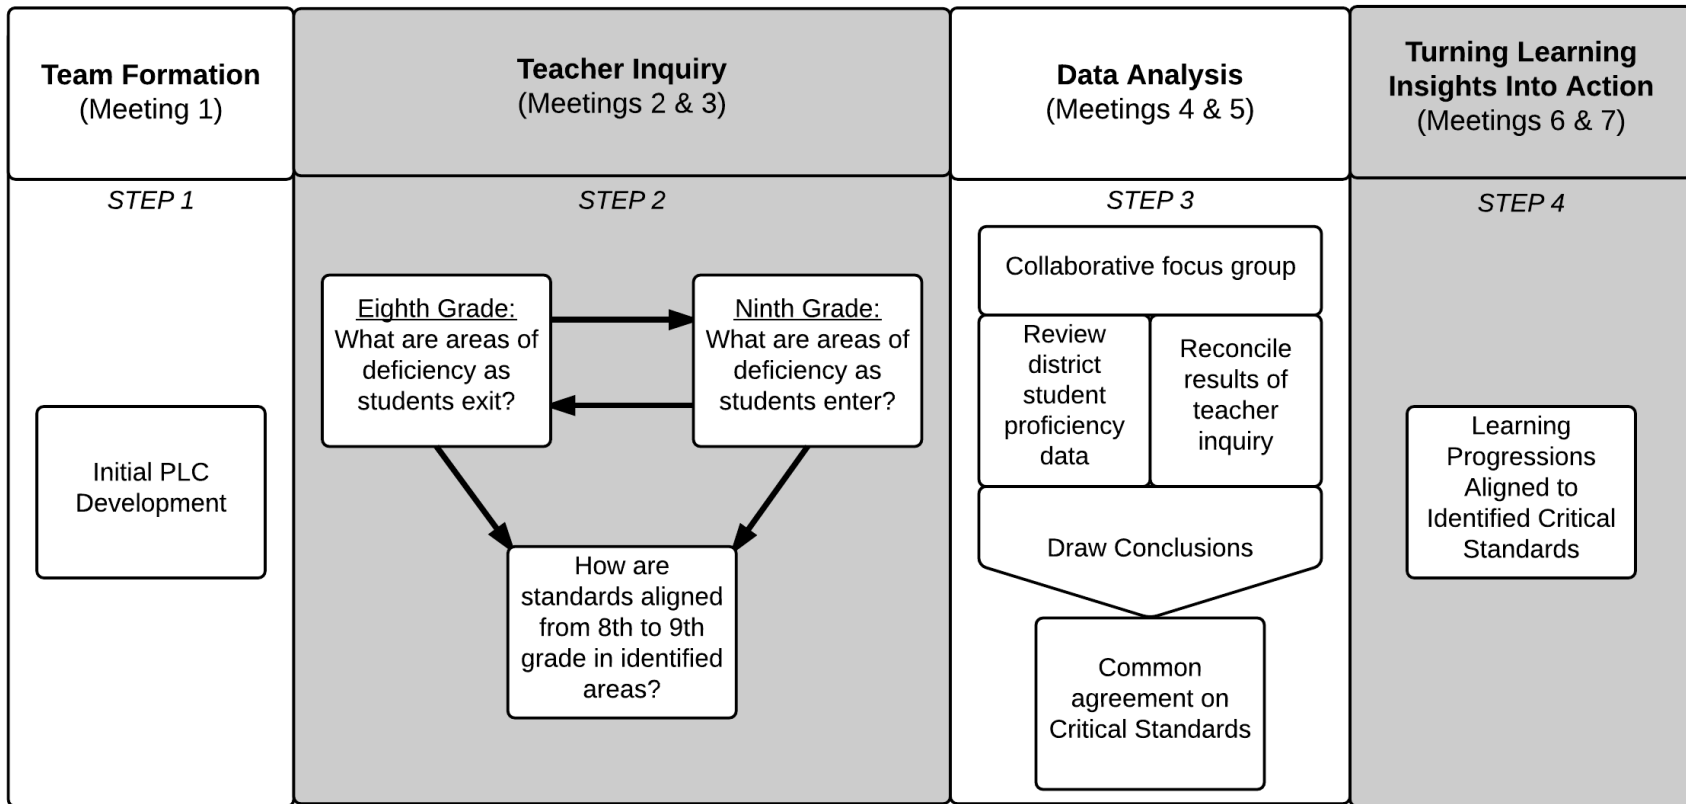 Team Formation
(Meeting 1)
STEP 1
Initial PLC
Development
Teacher Inquiry
(Meetings 2 & 3)
STEP 2
Eighth Grade:
What are areas of
deficiency as
students exit?
Ninth Grade:
What are areas of
deficiency as
students enter?
How are
standards aligned
from 8th to 9th
grade in identified
areas?
Data Analysis
(Meetings 4 & 5)
STEP 3
Collaborative focus group
Review
district
student
proficiency
data
Reconcile
results of
teacher
inquiry
Draw Conclusions
Common
agreement on
Critical Standards
Turning Learning
Insights Into Action
(Meetings 6 & 7)
STEP 4
Learning
Progressions
Aligned to
Identified Critical
Standards